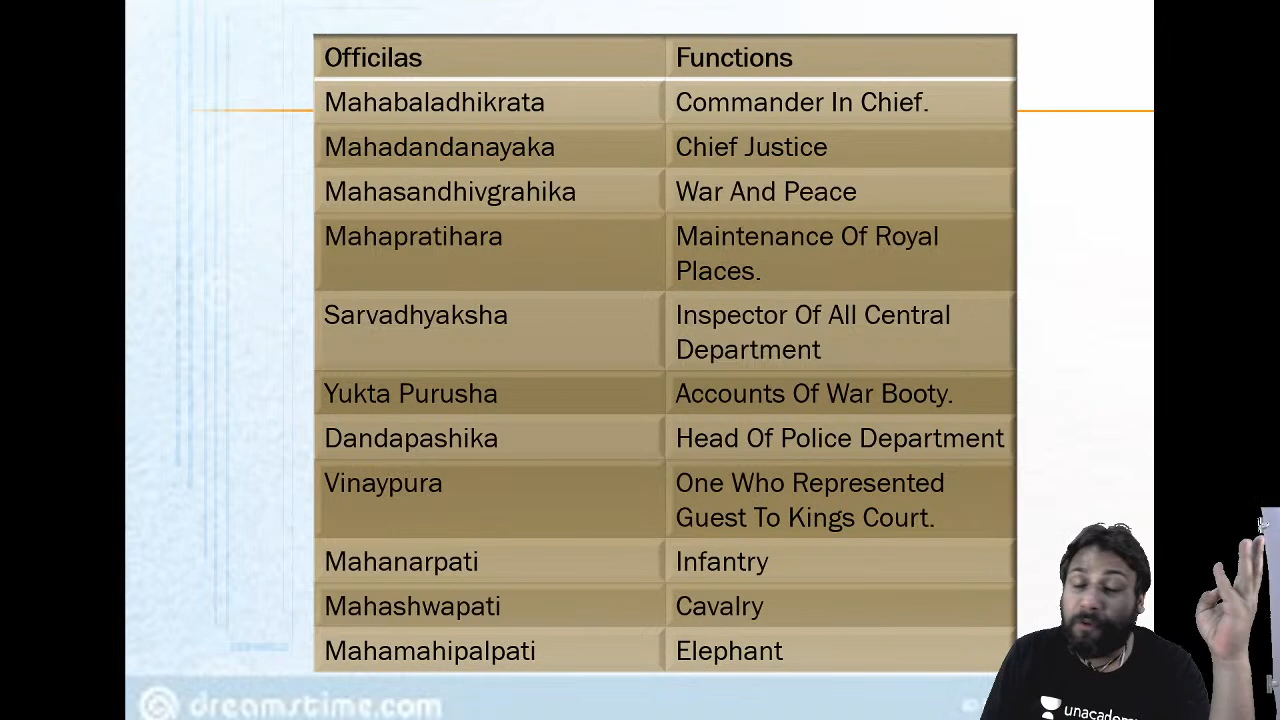 Officilas Functions
Mahabaladhikrata Commander In Chief.
Mahadandanayaka Chief Justice
Mahasandhivgrahika War And Peace
Mahapratihara Maintenance Of Royal
Places.
Sarvadhyaksha Inspector Of All Central
Department
Yukta Purusha Accounts Of War Booty.
Dandapashika Head Of Police Department
Vinaypura One Who Represented
Guest To Kings Court.
Mahanarpati Infantry
Mahashwapati Cavalry
Mahamahipalpati Elephant
dreamstime.com